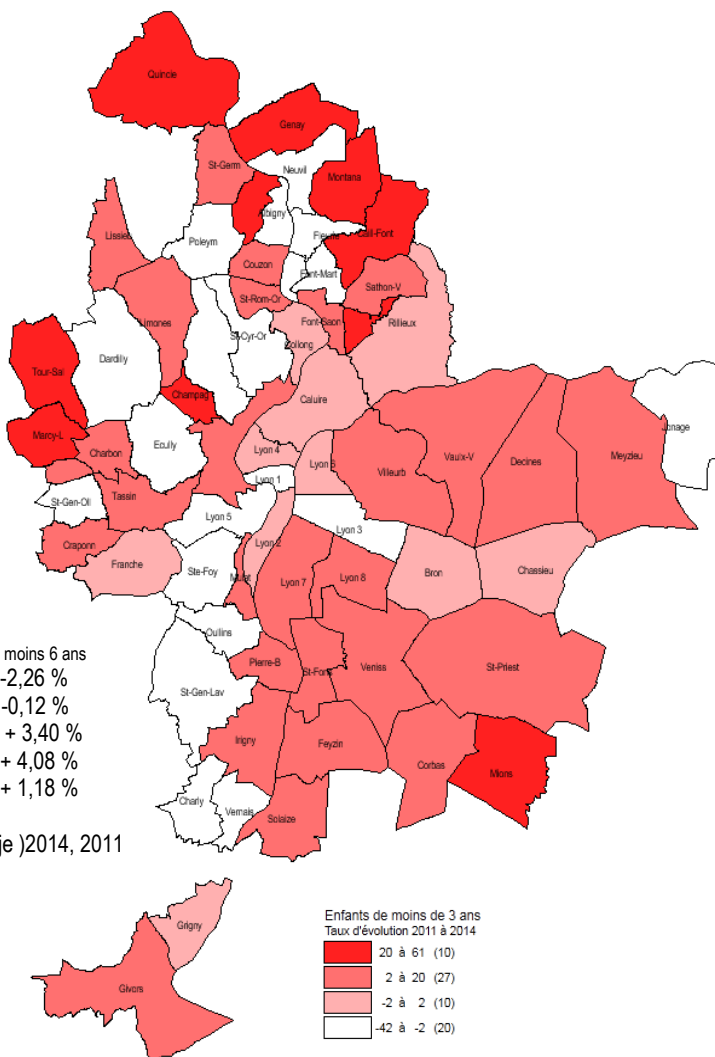 Quincie
Genay
St-Germ
Neuvil
Montana
Albigny
Lissieu
Poleym
Fleurie
Caill-Font
Couzon
Font-Mart
Sathon-V
St-Rom-Or
Limones
Font-Saon
Rillieux
St-Cyr-Or
Collong
Dardilly
Tour-Sal
Champag
Caluire
Jonage
Marcy-L
Charbon
Ecully
Lyon 4
Lyon 6
Villeurb
Vaulx-V
Decines
Meyzieu
Lyon 1
St-Gen-Oll
Tassin
Lyon 5
Lyon 3
Craponn
Franche
Ste-Foy
Lyon 2
Mulat
Lyon 7
Lyon 8
Bron
Chassieu
Oullins
moins 6 ans
Pierre-B
St-Fons
Veniss
St-Priest
-2,26 %
-0,12 %
St-Gen-Lav
+ 3,40 %
Irigny
Feyzin
+ 4,08 %
Corbas
Mions
+ 1,18 %
Charly
Vernais
Solaize
je )2014, 2011
Grigny
Givors
Enfants de moins de 3 ans
Taux d'évolution 2011 à 2014
20 à 61 (10)
2 à 20 (27)
-2 à 2 (10)
-42 à -2 (20)